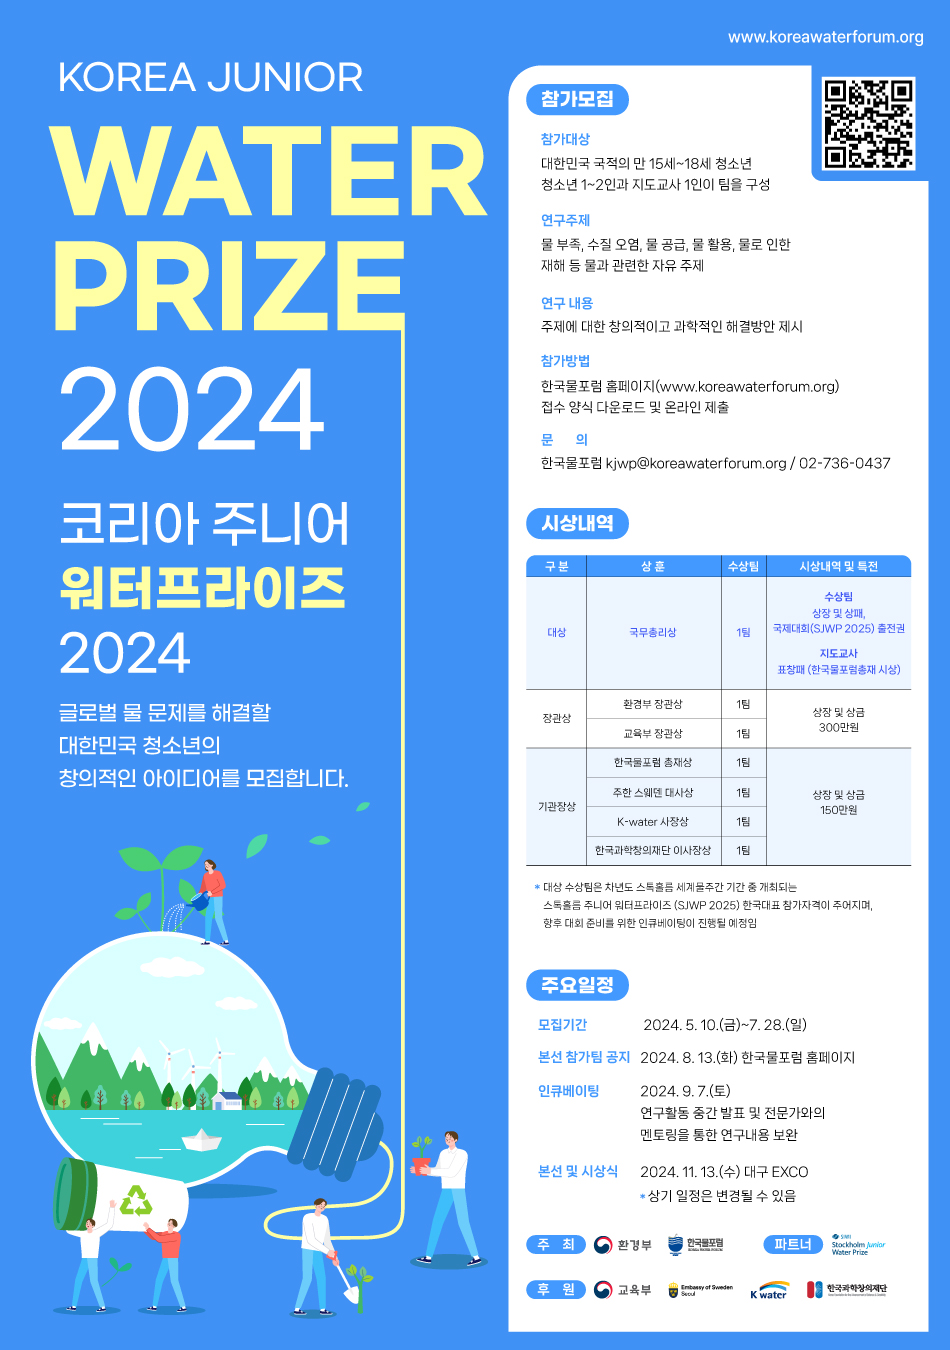 www.koreawaterforum.org
KOREA JUNIOR
WATER
PRIZE
2024
코리아 주니어
워터프라이즈
2024
글로벌 물 문제를 해결할
대한민국 청소년의
창의적인 아이디어를 모집합니다.
참가모집
참가대상
대한민국 국적의 만 15세~18세 청소년
청소년 1~2인과 지도교사 1인이 팀을 구성
연구주제
물 부족, 수질 오염, 물 공급, 물 활용, 물로 인한
재해 등 물과 관련한 자유 주제
연구 내용
주제에 대한 창의적이고 과학적인 해결방안 제시
참가방법
한국물포럼 홈페이지(www.koreawaterforum.org)
접수 양식 다운로드 및 온라인 제출
문 의
한국물포럼 kjwp@koreawaterforum.org / 02-736-0437
시상내역
구 분 상 훈 수상팀 시상내역 및 특전
대상 국무총리상 1팀
수상팀
상장 및 상패,
국제대회(SJWP 2025) 출전권
지도교사
표창패 (한국물포럼총재 시상)
장관상
환경부 장관상 1팀
교육부 장관상 1팀
상장 및 상금
300만원
기관장상
한국물포럼 총재상 1팀
주한 스웨덴 대사상 1팀
K-water 사장상 1팀
한국과학창의재단 이사장상 1팀
상장 및 상금
150만원
* 대상 수상팀은 차년도 스톡홀름 세계물주간 기간 중 개최되는
스톡홀름 주니어 워터프라이즈 (SJWP 2025) 한국대표 참가자격이 주어지며,
향후 대회 준비를 위한 인큐베이팅이 진행될 예정임
주요일정
모집기간 2024. 5. 10.(금)~7. 28.(일)
본선 참가팀 공지 2024. 8. 13.(화) 한국물포럼 홈페이지
인큐베이팅 2024. 9. 7.(토)
연구활동 중간 발표 및 전문가와의
멘토링을 통한 연구내용 보완
본선 및 시상식 2024. 11. 13.(수) 대구 EXCO
* 상기 일정은 변경될 수 있음
주 최 환경부 한국물포럼
파트너 SIWI
Stockholm Junior
Water Prize
후 원 교육부
Embassy of Sweden
Seoul
K water
한국과학창의재단